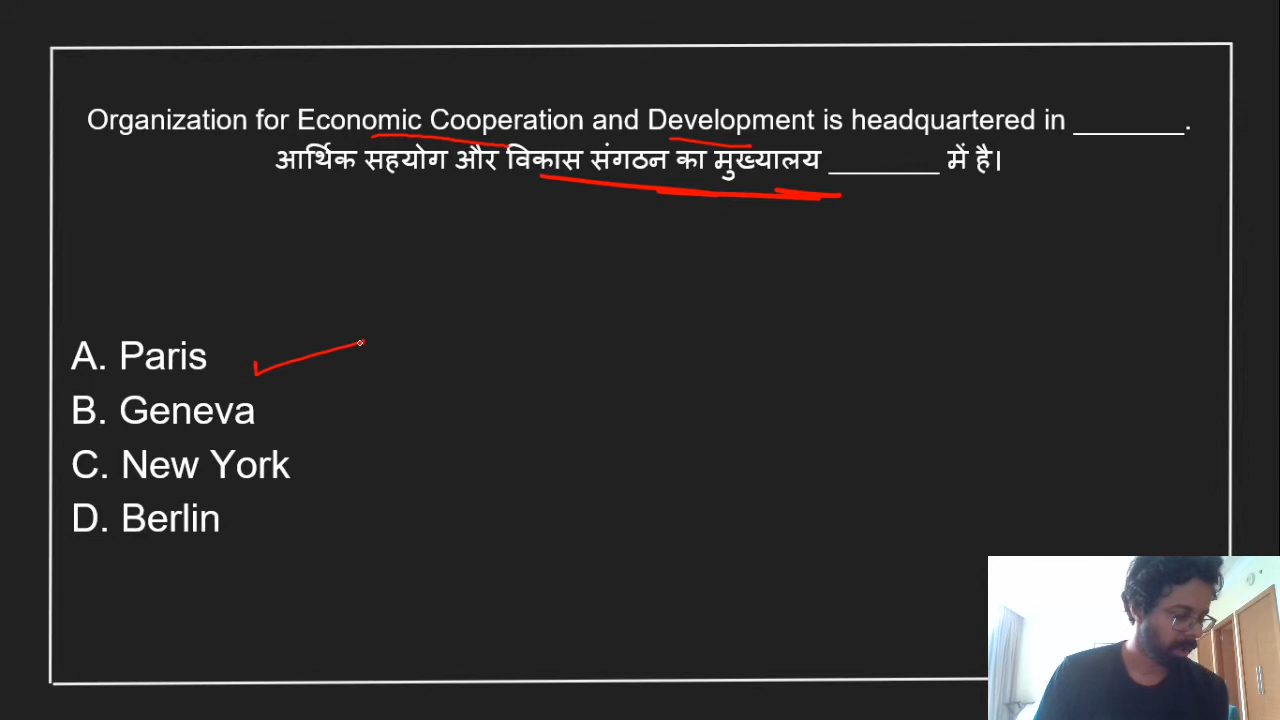 Organization for Economic Cooperation and Development is headquartered in ________.
आर्थिक सहयोग और विकास संगठन का मुख्यालय ________ में है।
A. Paris
B. Geneva
C. New York
D. Berlin